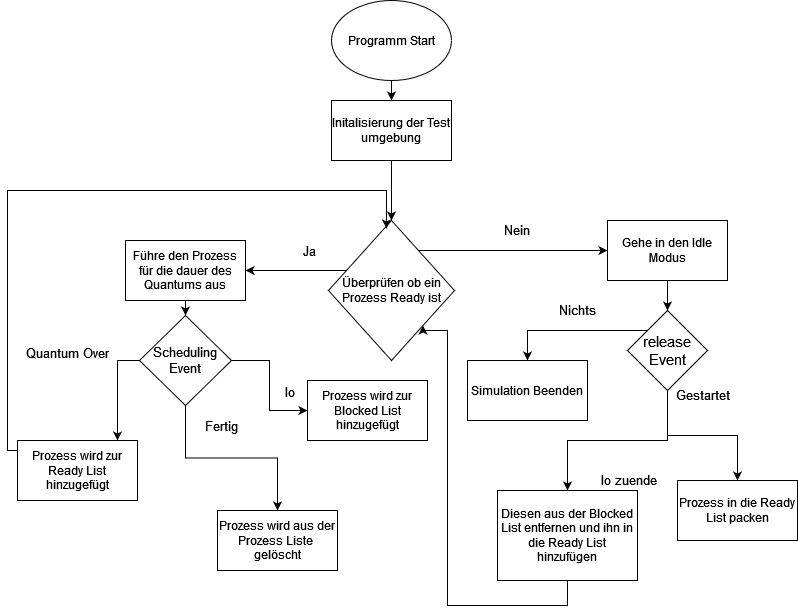 Programm Start
Initalisierung der Test
umgebung
Nein
Gehe in den Idle
Modus
Ja
Führe den Prozess
für die dauer des
Quantums aus
Überprüfen ob ein
Prozess Ready ist
Nichts
release
Event
Quantum Over
Scheduling
Event
Simulation Beenden
Gestartet
Io
Prozess wird zur
Blocked List
hinzugefügt
Fertig
Prozess wird zur
Ready List
hinzugefügt
Io zuende
Prozess in die Ready
List packen
Diesen aus der Blocked
List entfernen und ihn in
die Ready List
hinzufügen
Prozess wird aus der
Prozess Liste
gelöscht